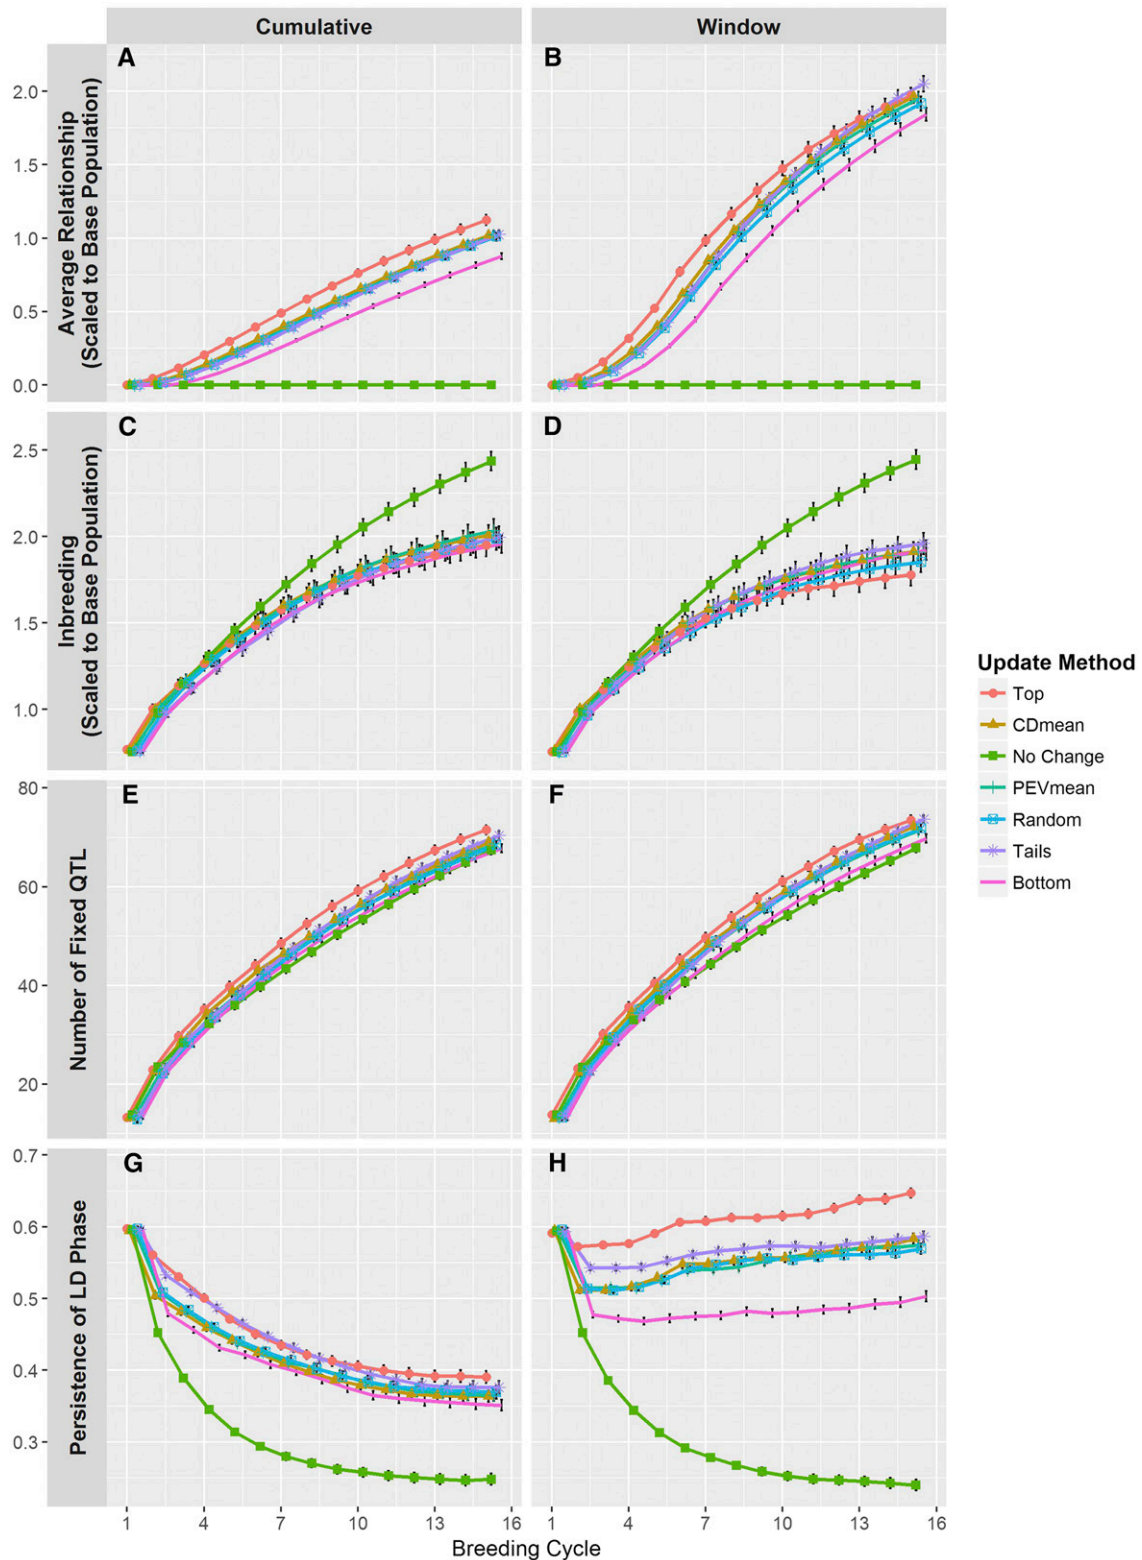 Cumulative
Window
A
B
Average Relationship
(Scaled to Base Population)
2.0
1.5
1.0
0.5
0.0
C
D
Inbreeding
(Scaled to Base Population)
2.5
2.0
1.5
1.0
E
F
Number of Fixed QTL
80
60
40
20
G
H
Persistence of LD Phase
0.7
0.6
0.5
0.4
0.3
1 4 7 10 13 16
1 4 7 10 13 16
Breeding Cycle
Update Method
Top
CDmean
No Change
PEVmean
Random
Tails
Bottom